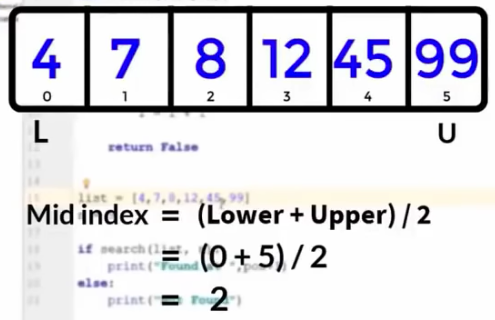 4 7 8 12 45 99
0 1 2 3 4 5
L U
return False
list = [4,7,8,12,45,99]
Mid index = (Lower + Upper) / 2
if search(list,
= (0 + 5) / 2
print("Found
else:
= 2
print(" Found")